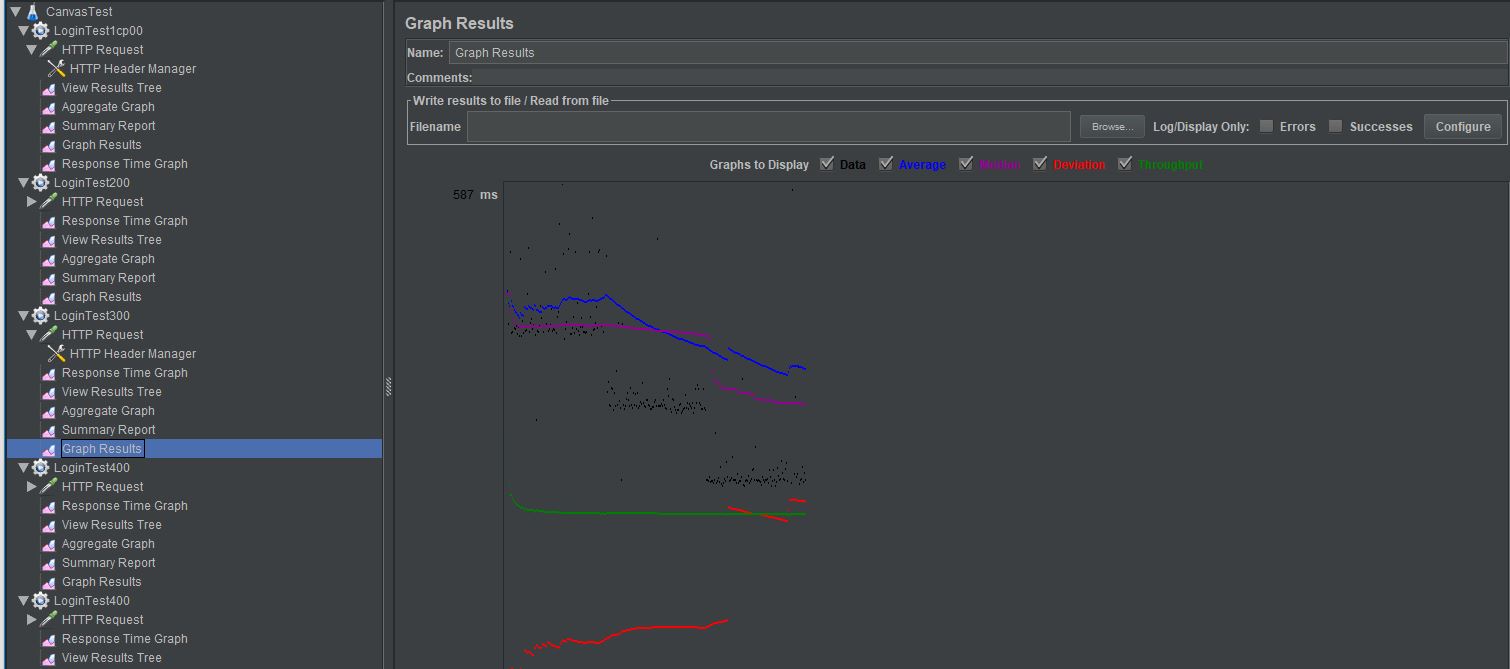 CanvasTest
LoginTest1cp00
HTTP Request
HTTP Header Manager
View Results Tree
Aggregate Graph
Summary Report
Graph Results
Response Time Graph
LoginTest200
HTTP Request
Response Time Graph
View Results Tree
Aggregate Graph
Summary Report
Graph Results
LoginTest300
HTTP Request
HTTP Header Manager
Response Time Graph
View Results Tree
Aggregate Graph
Summary Report
Graph Results
LoginTest400
HTTP Request
Response Time Graph
View Results Tree
Aggregate Graph
Summary Report
Graph Results
LoginTest400
HTTP Request
Response Time Graph
View Results Tree
Graph Results
Name: Graph Results
Comments:
Write results to file / Read from file
Filename Browse... Log/Display Only: Errors Successes Configure
Graphs to Display Data Average Median Deviation Throughput
587 ms